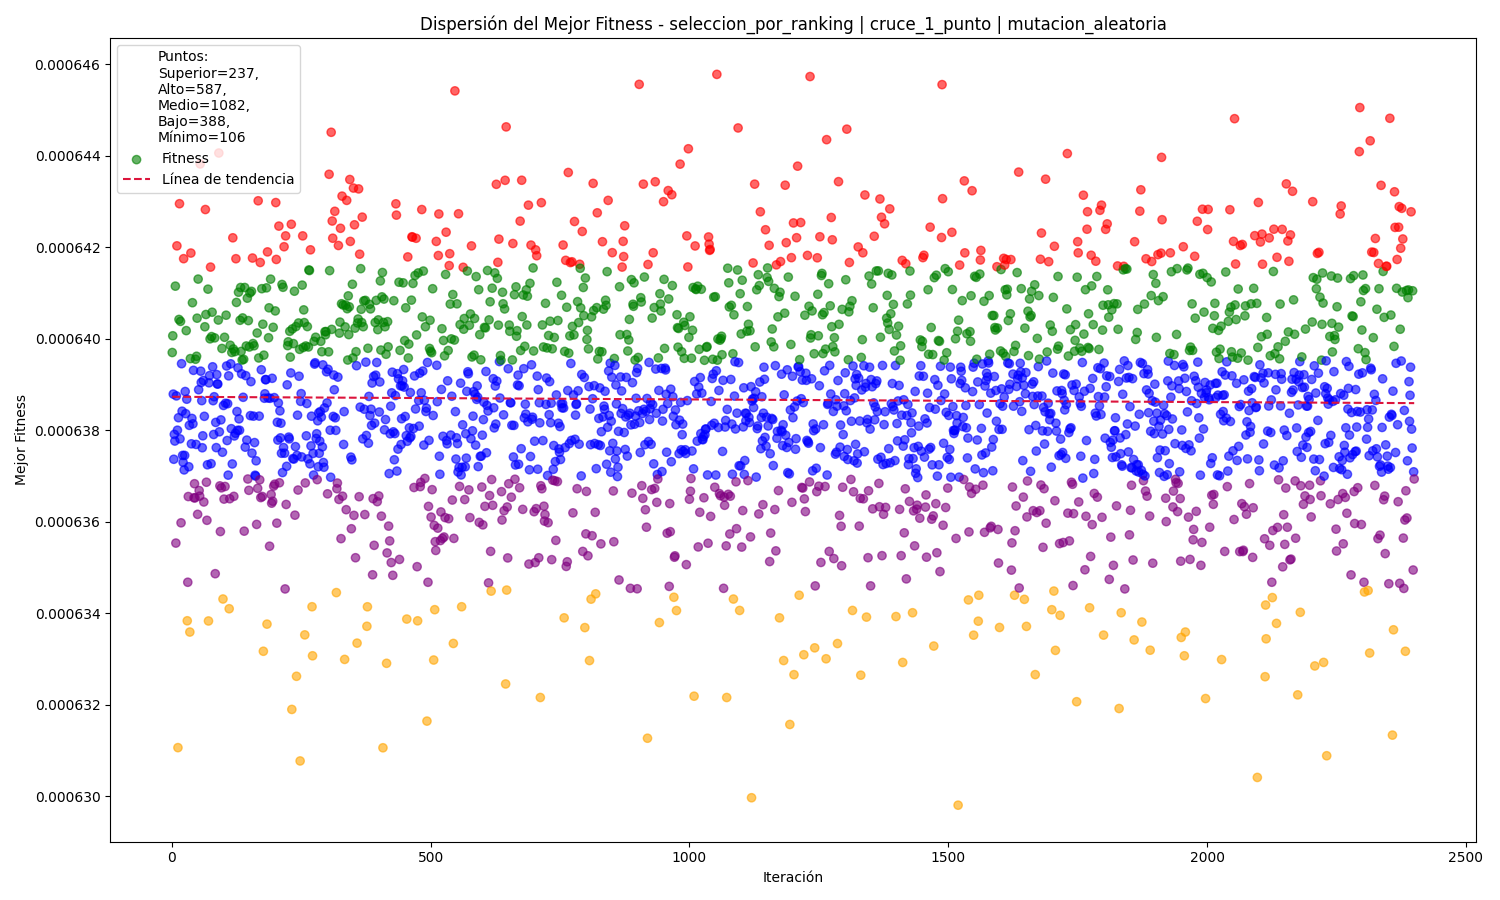 Dispersión del Mejor Fitness - seleccion_por_ranking | cruce_1_punto | mutacion_aleatoria
Puntos:
Superior=237,
Alto=587,
Medio=1082,
Bajo=388,
Mínimo=106
Fitness
Línea de tendencia
Mejor Fitness
0.000646
0.000644
0.000642
0.000640
0.000638
0.000636
0.000634
0.000632
0.000630
0 500 1000 1500 2000 2500
Iteración